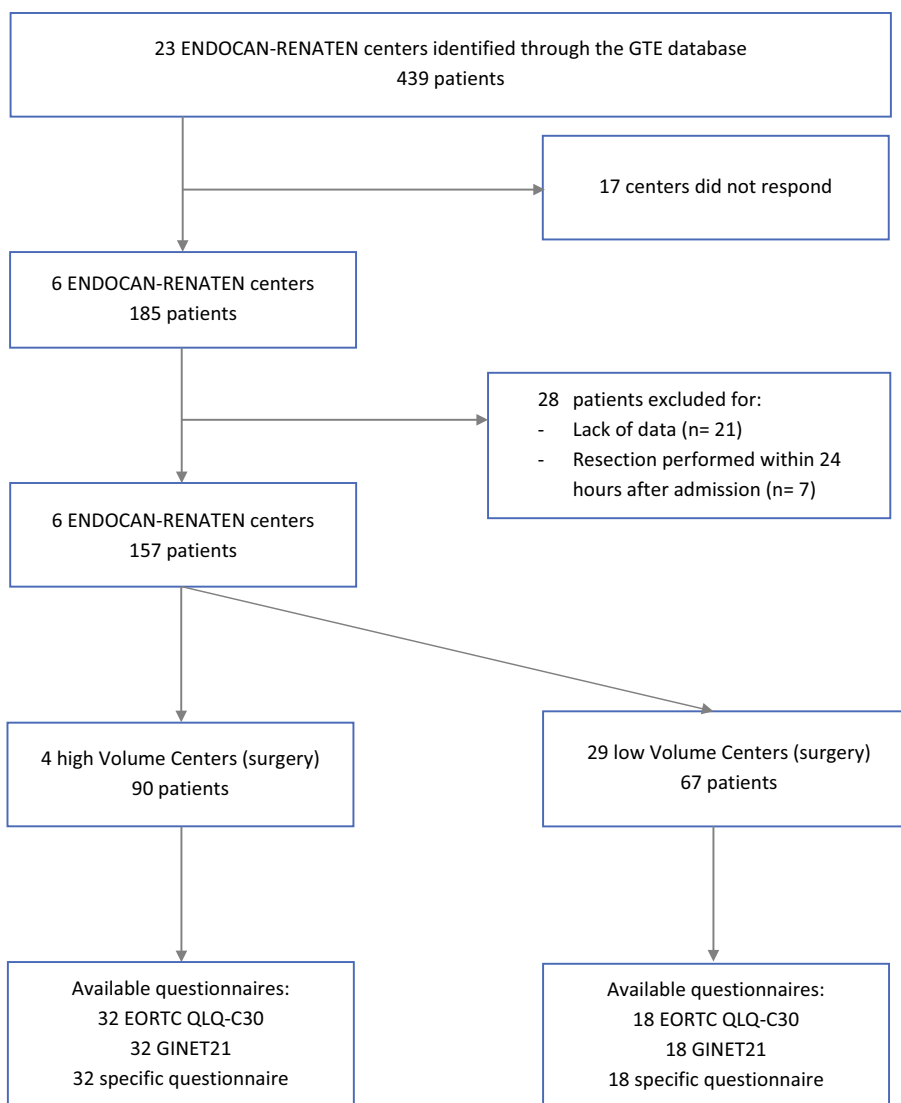 23 ENDOCAN-RENATEN centers identified through the GTE database
439 patients
17 centers did not respond
6 ENDOCAN-RENATEN centers
185 patients
28 patients excluded for:
- Lack of data (n= 21)
- Resection performed within 24
hours after admission (n= 7)
6 ENDOCAN-RENATEN centers
157 patients
4 high Volume Centers (surgery)
90 patients
29 low Volume Centers (surgery)
67 patients
Available questionnaires:
32 EORTC QLQ-C30
32 GINET21
32 specific questionnaire
Available questionnaires:
18 EORTC QLQ-C30
18 GINET21
18 specific questionnaire